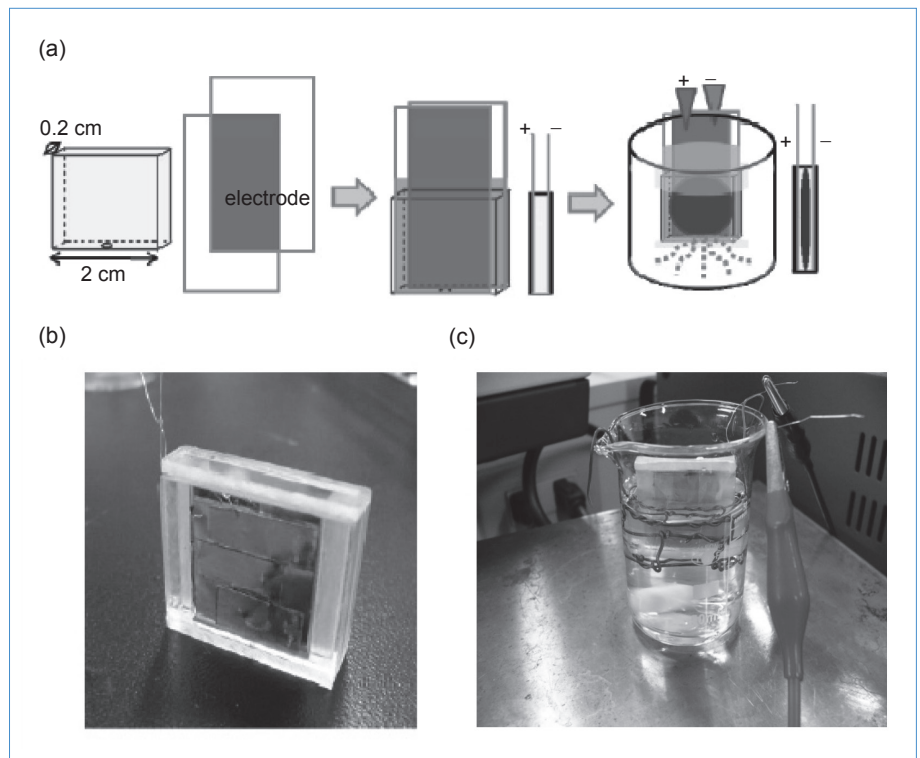 (a)
+ −
0.2 cm
+ −
+ −
electrode
2 cm
(b)
(c)